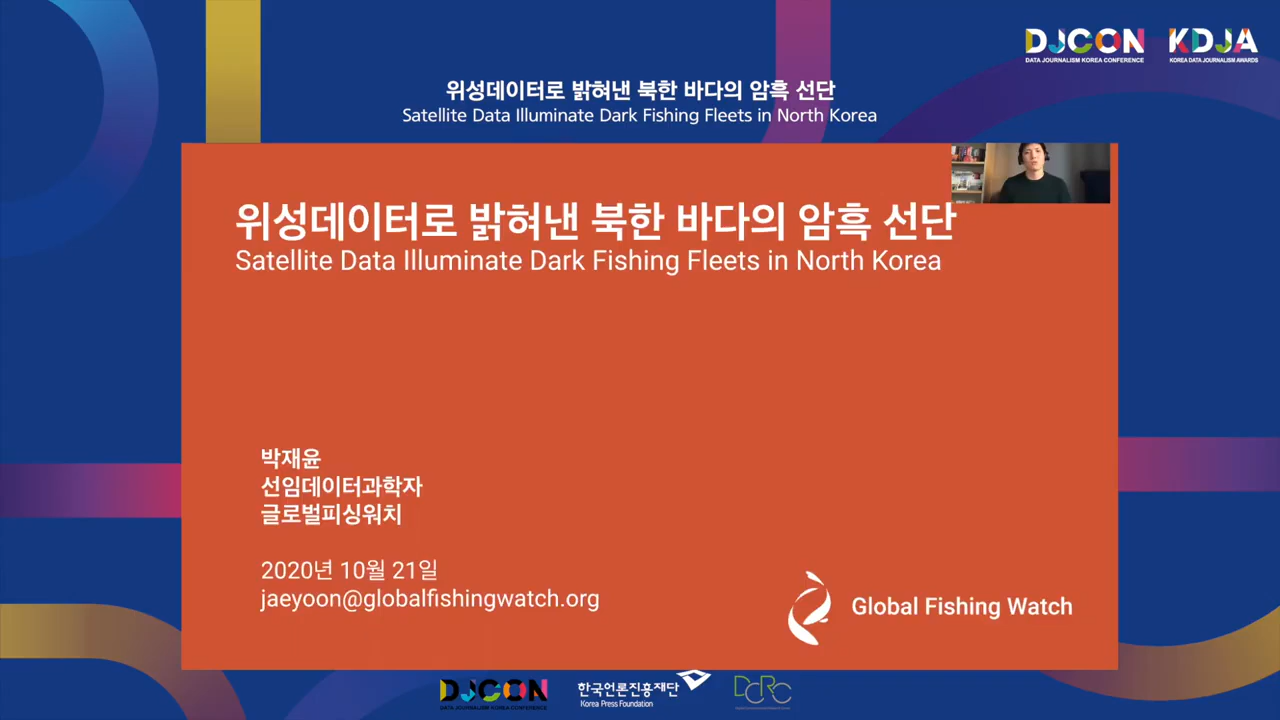 DJCON
DATA JOURNALISM KOREA CONFERENCE
KDJA
KOREA DATA JOURNALISM AWARDS
위성데이터로 밝혀낸 북한 바다의 암흑 선단
Satellite Data Illuminate Dark Fishing Fleets in North Korea
위성데이터로 밝혀낸 북한 바다의 암흑 선단
Satellite Data Illuminate Dark Fishing Fleets in North Korea
박재윤
선임데이터과학자
글로벌피싱워치
2020년 10월 21일
jaeyoon@globalfishingwatch.org
Global Fishing Watch
DJCON
DATA JOURNALISM KOREA CONFERENCE
한국언론진흥재단
Korea Press Foundation
DCRC